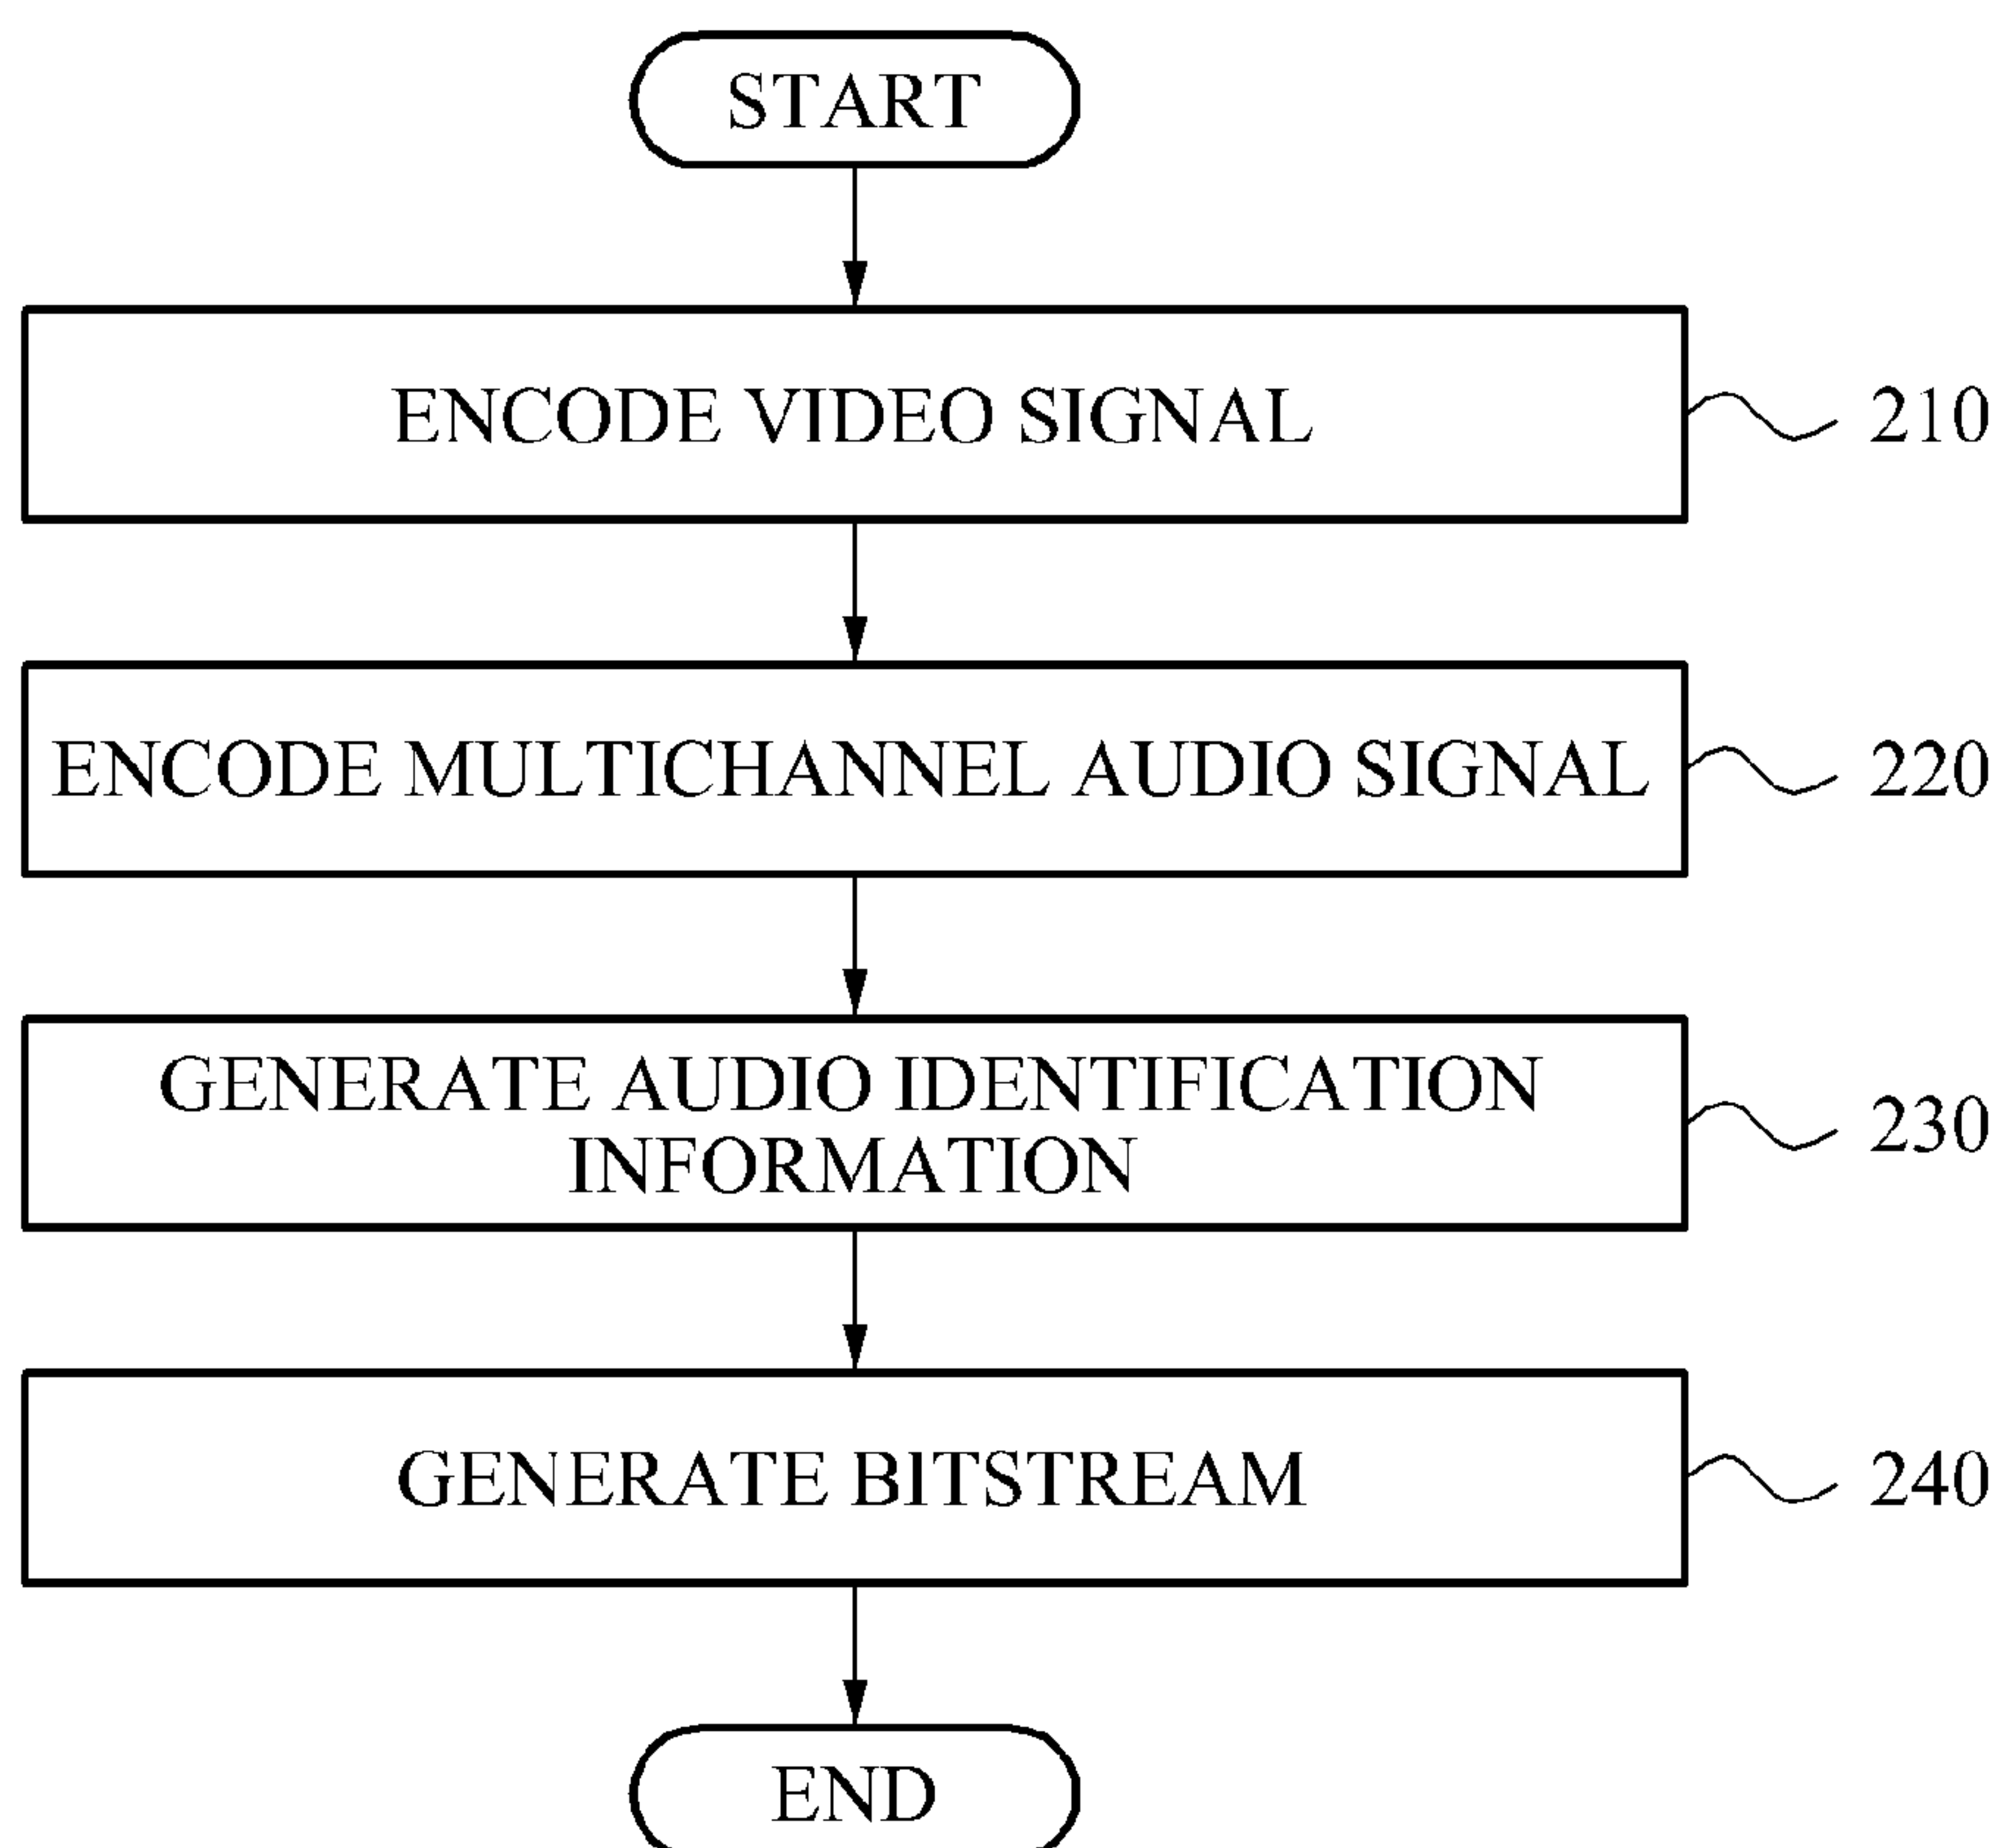 START
ENCODE VIDEO SIGNAL
210
ENCODE MULTICHANNEL AUDIO SIGNAL
220
GENERATE AUDIO IDENTIFICATION
INFORMATION
230
GENERATE BITSTREAM
240
END